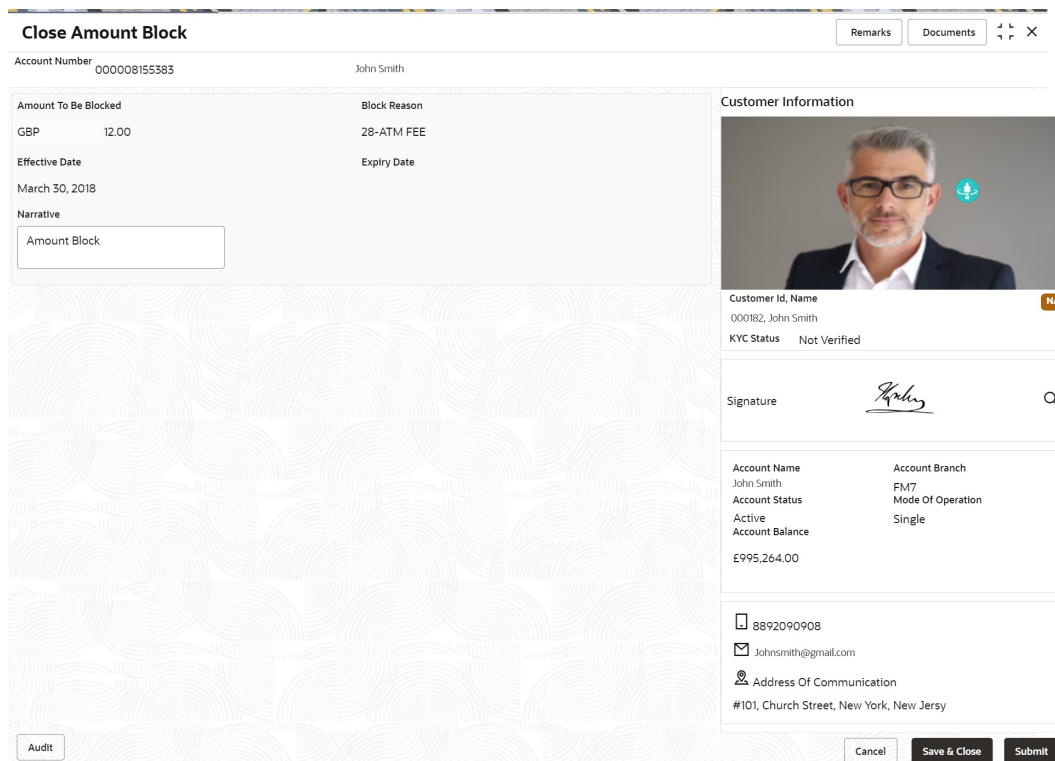 Close Amount Block
Remarks
Documents
Account Number 000008155383 John Smith
Amount To Be Blocked Block Reason
GBP 12.00 28-ATM FEE
Effective Date Expiry Date
March 30, 2018
Narrative
Amount Block
Customer Information
Customer Id, Name
000182, John Smith
KYC Status Not Verified
Signature
Account Name Account Branch
John Smith FM7
Account Status Mode Of Operation
Active Single
Account Balance
£995,264.00
8892090908
Johnsmith@gmail.com
Address Of Communication
#101, Church Street, New York, New Jersy
Audit
Cancel
Save & Close
Submit